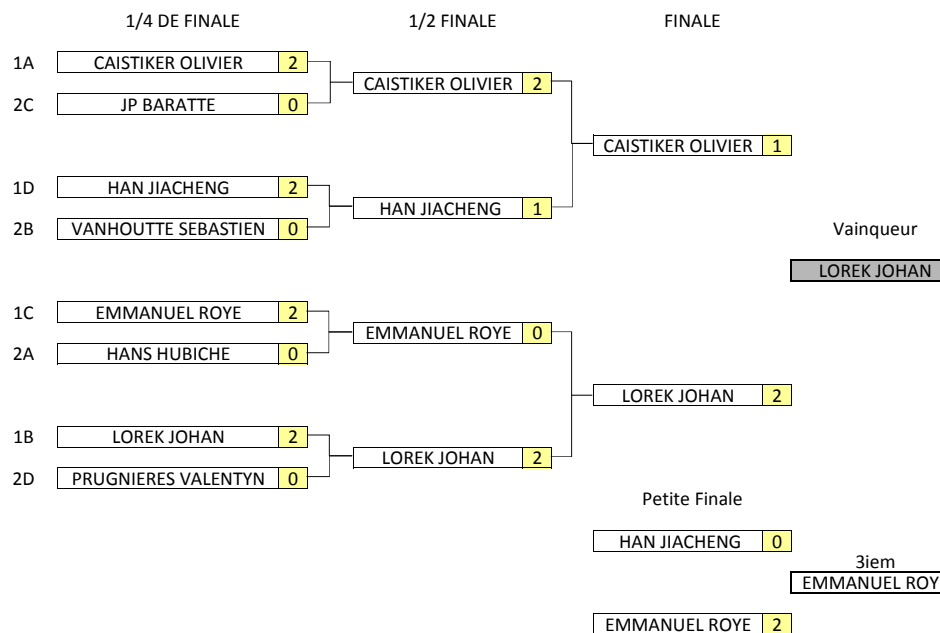 1/4 DE FINALE 1/2 FINALE FINALE
1A CAISTIKER OLIVIER 2
CAISTIKER OLIVIER 2
2C JP BARATTE 0
CAISTIKER OLIVIER 1
1D HAN JIACHENG 2
HAN JIACHENG 1
2B VANHOUTTE SEBASTIEN 0
Vainqueur
LOREK JOHAN
1C EMMANUEL ROYE 2
EMMANUEL ROYE 0
2A HANS HUBICHE 0
LOREK JOHAN 2
1B LOREK JOHAN 2
LOREK JOHAN 2
2D PRUGNIERES VALENTYN 0
Petite Finale
HAN JIACHENG 0
3iem
EMMANUEL ROY
EMMANUEL ROYE 2